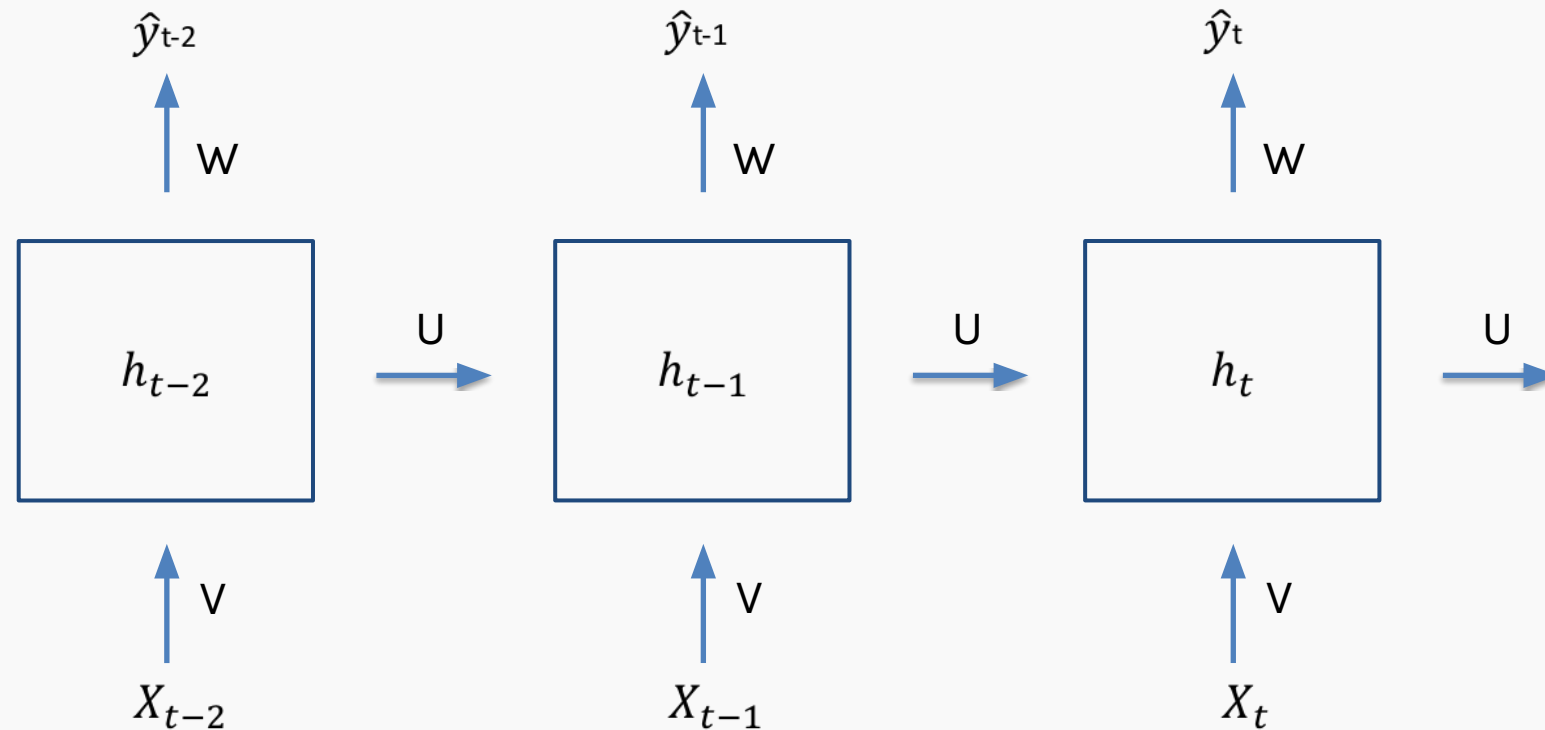 ŷt-2 ŷt-1 ŷt
W W W
U U U
hₜ₋₂ hₜ₋₁ hₜ
V V V
Xₜ₋₂ Xₜ₋₁ Xₜ